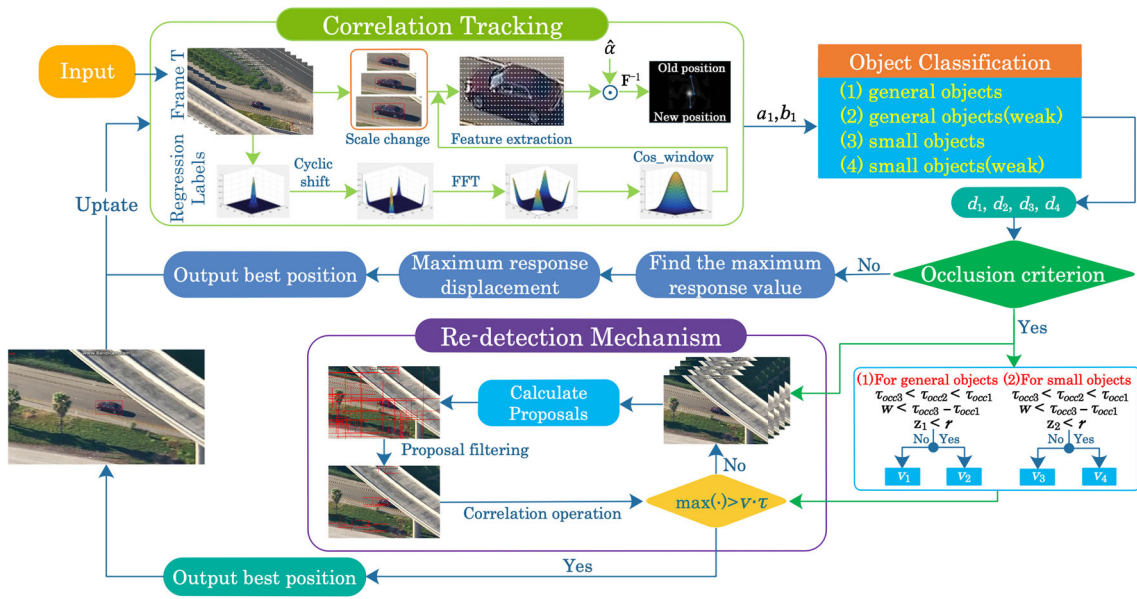 Correlation Tracking
Input
Frame T
Regression
Labels
Scale change
Feature extraction
α̂
F⁻¹
Old position
New position
Cyclic
shift
FFT
Cos_window
a₁,b₁
Object Classification
(1) general objects
(2) general objects(weak)
(3) small objects
(4) small objects(weak)
d₁, d₂, d₃, d₄
Uptate
Output best position
Maximum response
displacement
Find the maximum
response value
No
Occlusion criterion
Yes
Re-detection Mechanism
Calculate
Proposals
Proposal filtering
Correlation operation
No
max(·)>v·τ
Yes
(1)For general objects
τocc3 < τocc2 < τocc1
w < τocc3 − τocc1
z₁ < r
No Yes
v₁ v₂
(2)For small objects
τocc3 < τocc2 < τocc1
w < τocc3 − τocc1
z₂ < r
No Yes
v₃ v₄
Output best position